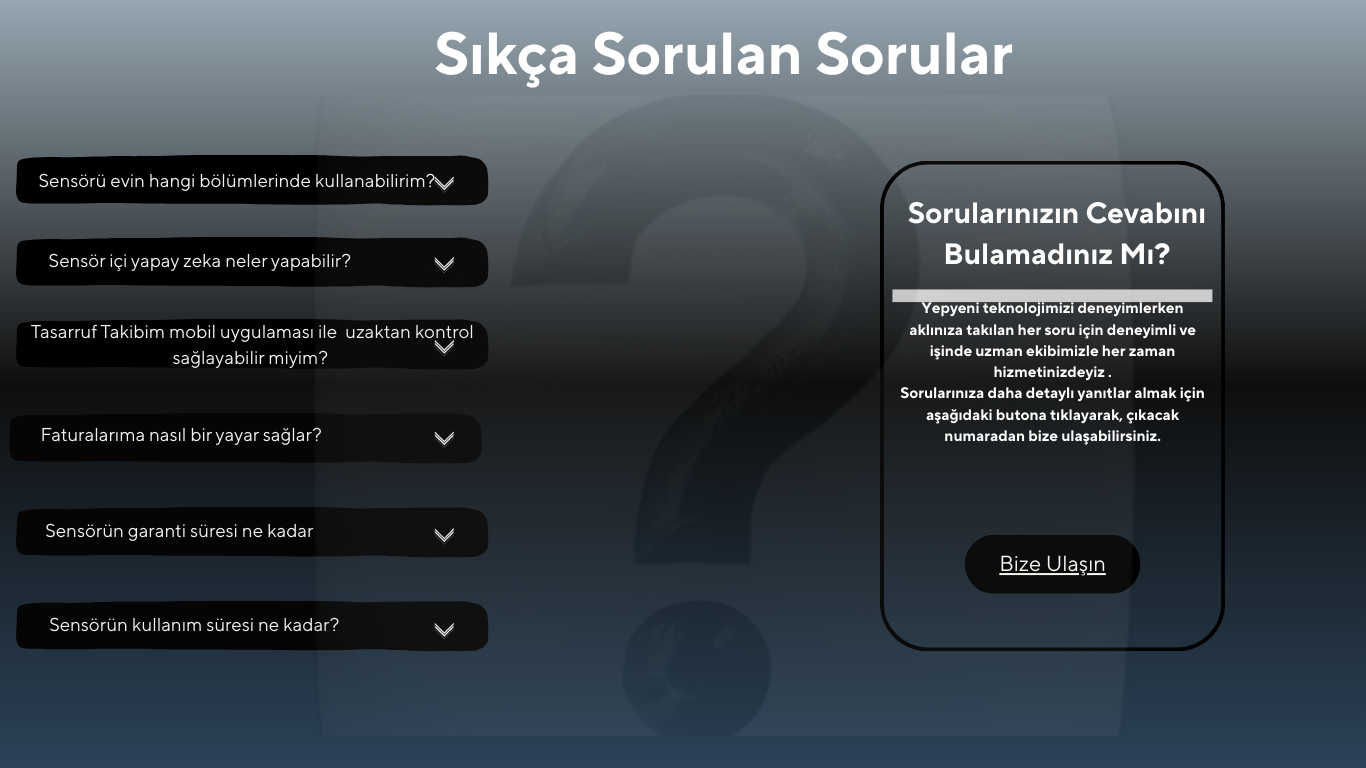 Sıkça Sorulan Sorular
Sensörü evin hangi bölümlerinde kullanabilirim?
Sensör içi yapay zeka neler yapabilir?
Tasarruf Takibim mobil uygulaması ile  uzaktan kontrol
sağlayabilir miyim?
Faturalarıma nasıl bir yayar sağlar?
Sensörün garanti süresi ne kadar
Sensörün kullanım süresi ne kadar?
Sorularınızın Cevabını
Bulamadınız Mı?
Yepyeni teknolojimizi deneyimlerken
aklınıza takılan her soru için deneyimli ve
işinde uzman ekibimizle her zaman
hizmetinizdeyiz .
Sorularınıza daha detaylı yanıtlar almak için
aşağıdaki butona tıklayarak, çıkacak
numaradan bize ulaşabilirsiniz.
Bize Ulaşın